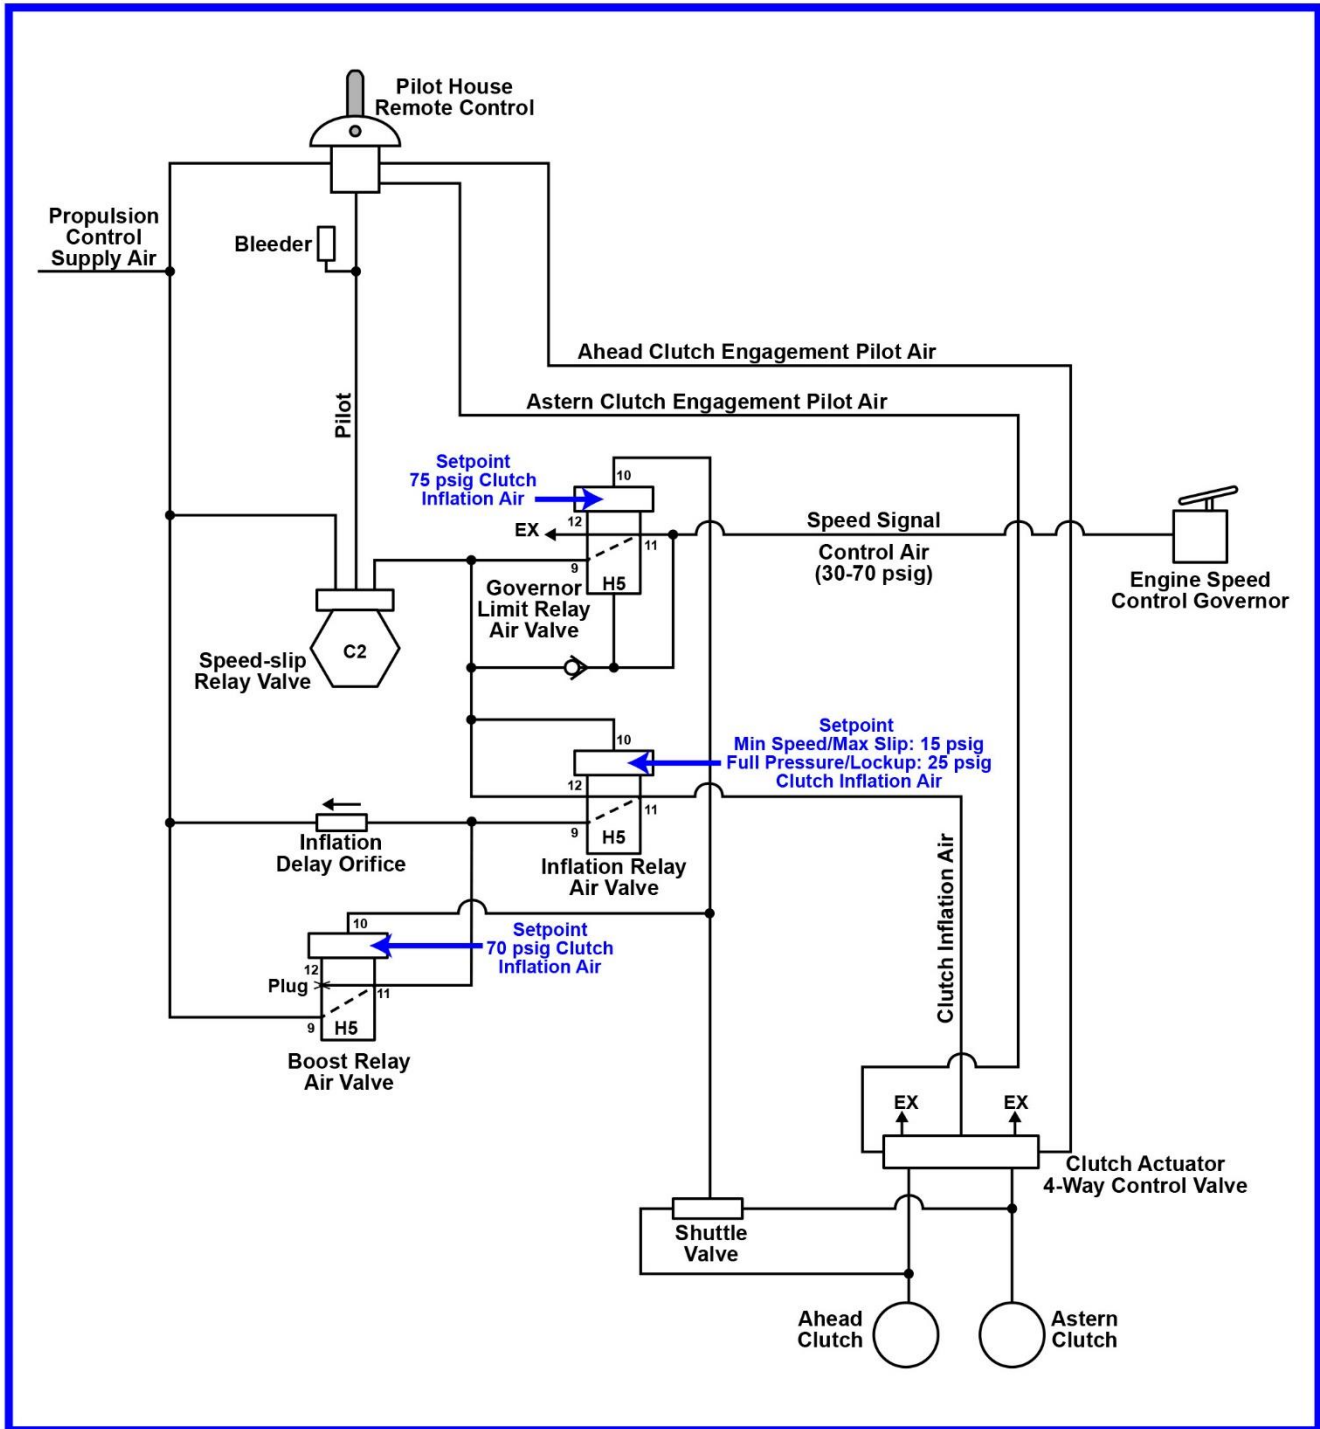 Pilot House
Remote Control
Propulsion
Control
Supply Air
Bleeder
Ahead Clutch Engagement Pilot Air
Astern Clutch Engagement Pilot Air
Pilot
Setpoint
75 psig Clutch
Inflation Air
10
12
EX
11
9
H5
Speed Signal
Control Air
(30-70 psig)
Engine Speed
Control Governor
Governor
Limit Relay
Air Valve
C2
Speed-slip
Relay Valve
Setpoint
Min Speed/Max Slip: 15 psig
Full Pressure/Lockup: 25 psig
Clutch Inflation Air
10
12
11
9
H5
Inflation
Delay Orifice
Inflation Relay
Air Valve
Clutch Inflation Air
10
Setpoint
70 psig Clutch
Inflation Air
12
Plug
11
9
H5
Boost Relay
Air Valve
EX
EX
Clutch Actuator
4-Way Control Valve
Shuttle
Valve
Ahead
Clutch
Astern
Clutch